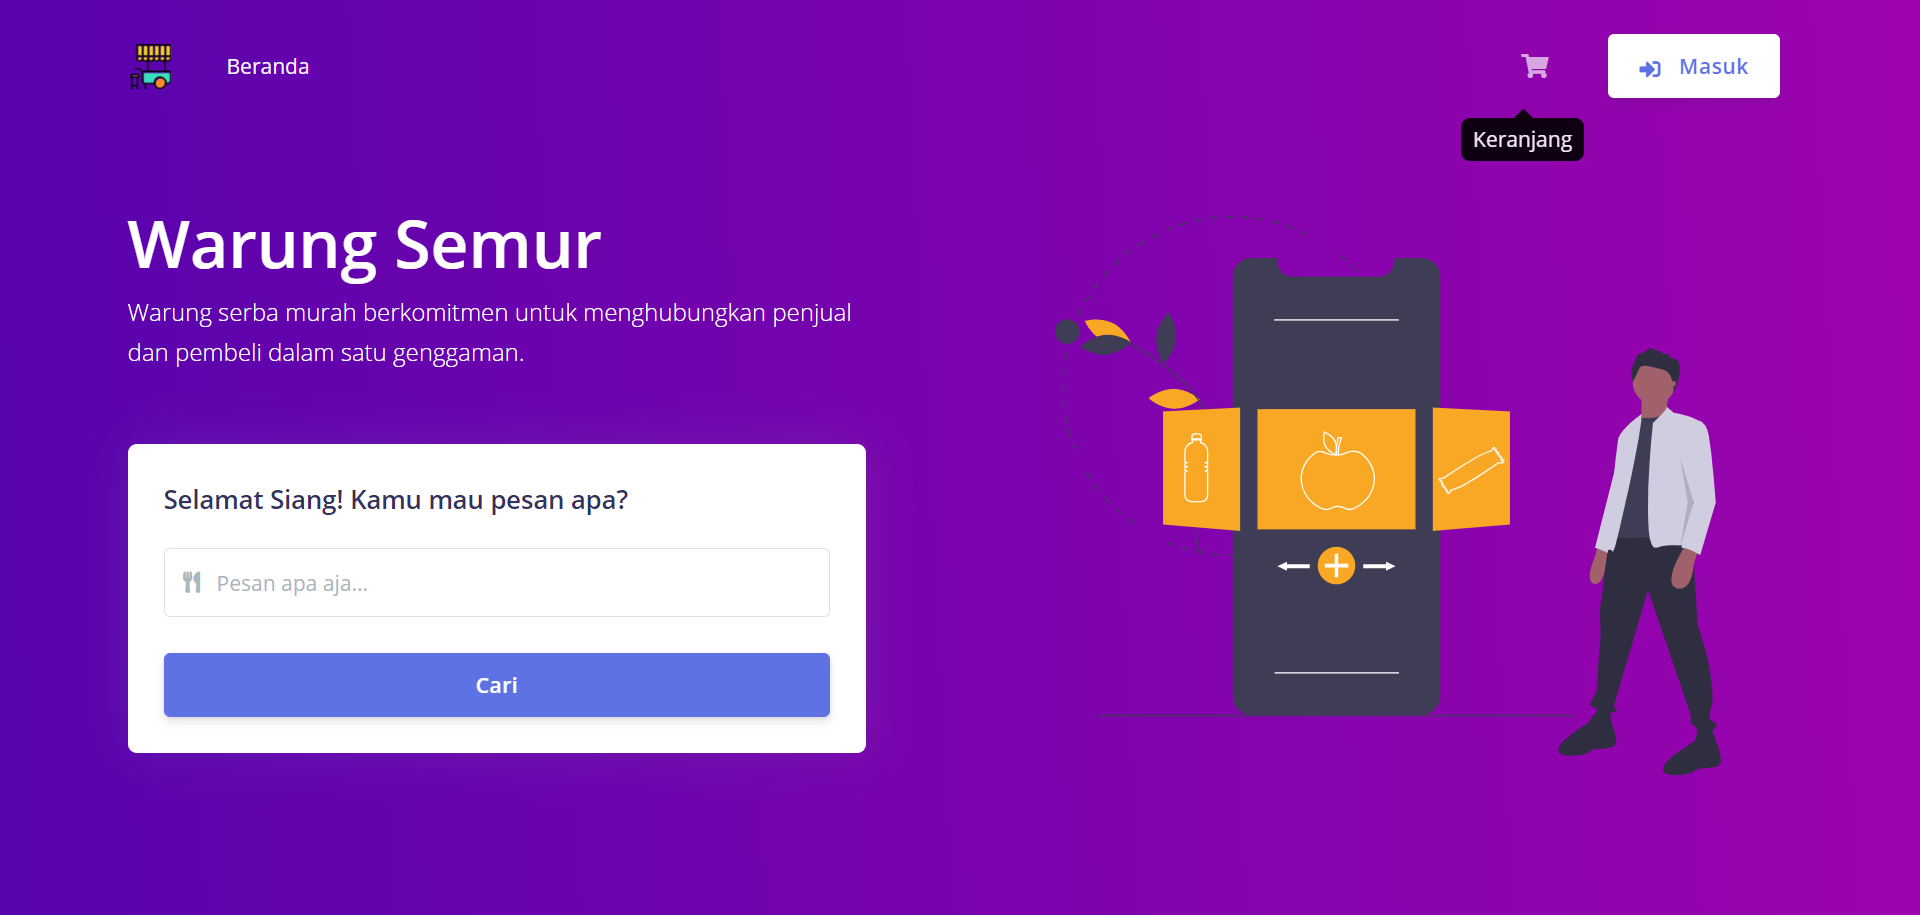 Beranda
Masuk
Keranjang
Warung Semur
Warung serba murah berkomitmen untuk menghubungkan penjual
dan pembeli dalam satu genggaman.
Selamat Siang! Kamu mau pesan apa?
Pesan apa aja...
Cari